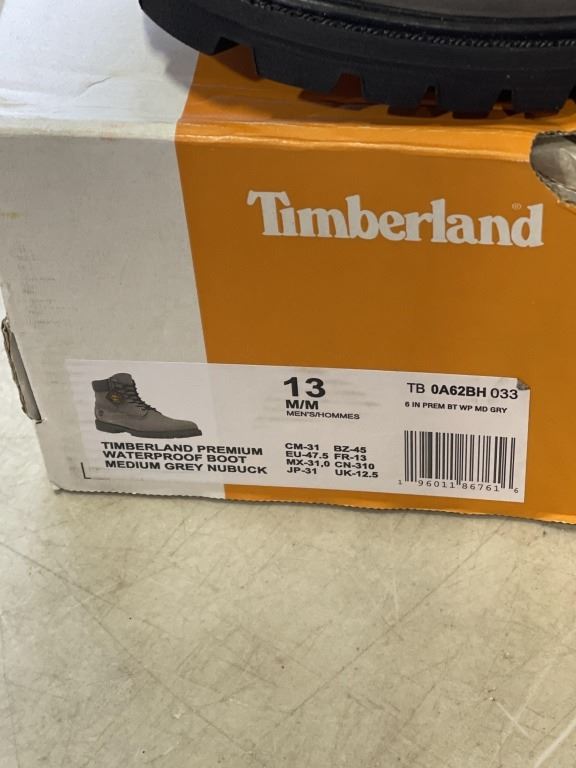 Timberland®
13
M/M
MEN'S/HOMMES
TB 0A62BH 033
6 IN PREM BT WP MD GRY
TIMBERLAND PREMIUM
WATERPROOF BOOT
MEDIUM GREY NUBUCK
CM-31 BZ-45
EU-47.5 FR-13
MX-31,0 CN-310
JP-31 UK-12.5
1 96011 86761 6